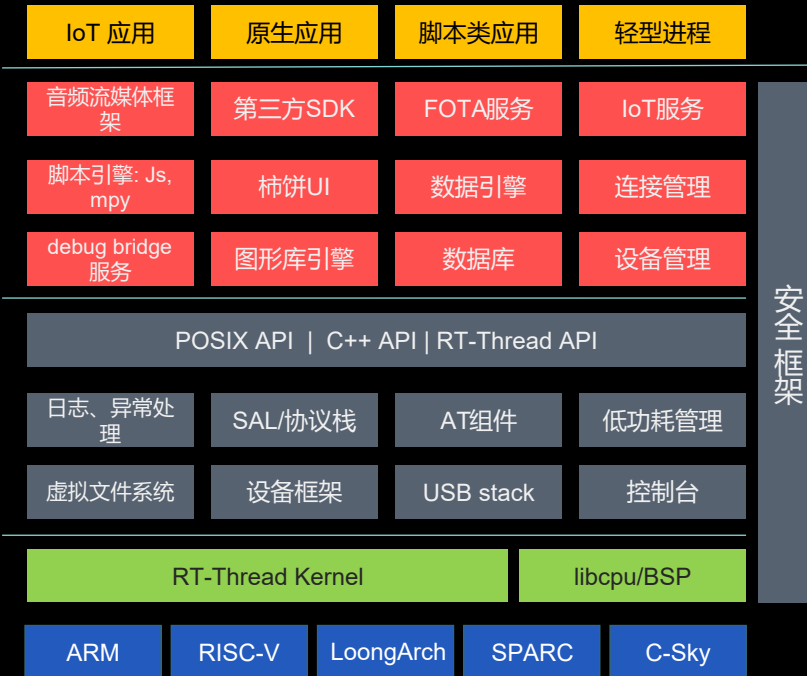 IoT 应用
原生应用
脚本类应用
轻型进程
音频流媒体框
架
第三方SDK
FOTA服务
IoT服务
脚本引擎: Js,
mpy
柿饼UI
数据引擎
连接管理
debug bridge
服务
图形库引擎
数据库
设备管理
POSIX API | C++ API | RT-Thread API
日志、异常处
理
SAL/协议栈
AT组件
低功耗管理
虚拟文件系统
设备框架
USB stack
控制台
RT-Thread Kernel
libcpu/BSP
ARM
RISC-V
LoongArch
SPARC
C-Sky
安全框架